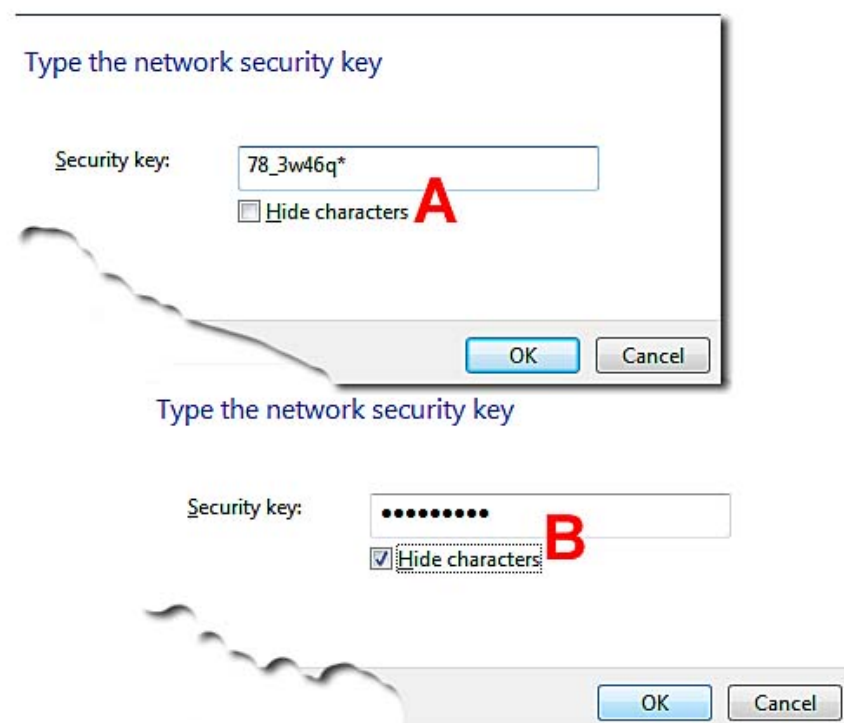 Type the network security key
Security key: 78_3w46q*
Hide characters A
OK Cancel
Type the network security key
Security key: •••••••••
Hide characters B
OK Cancel